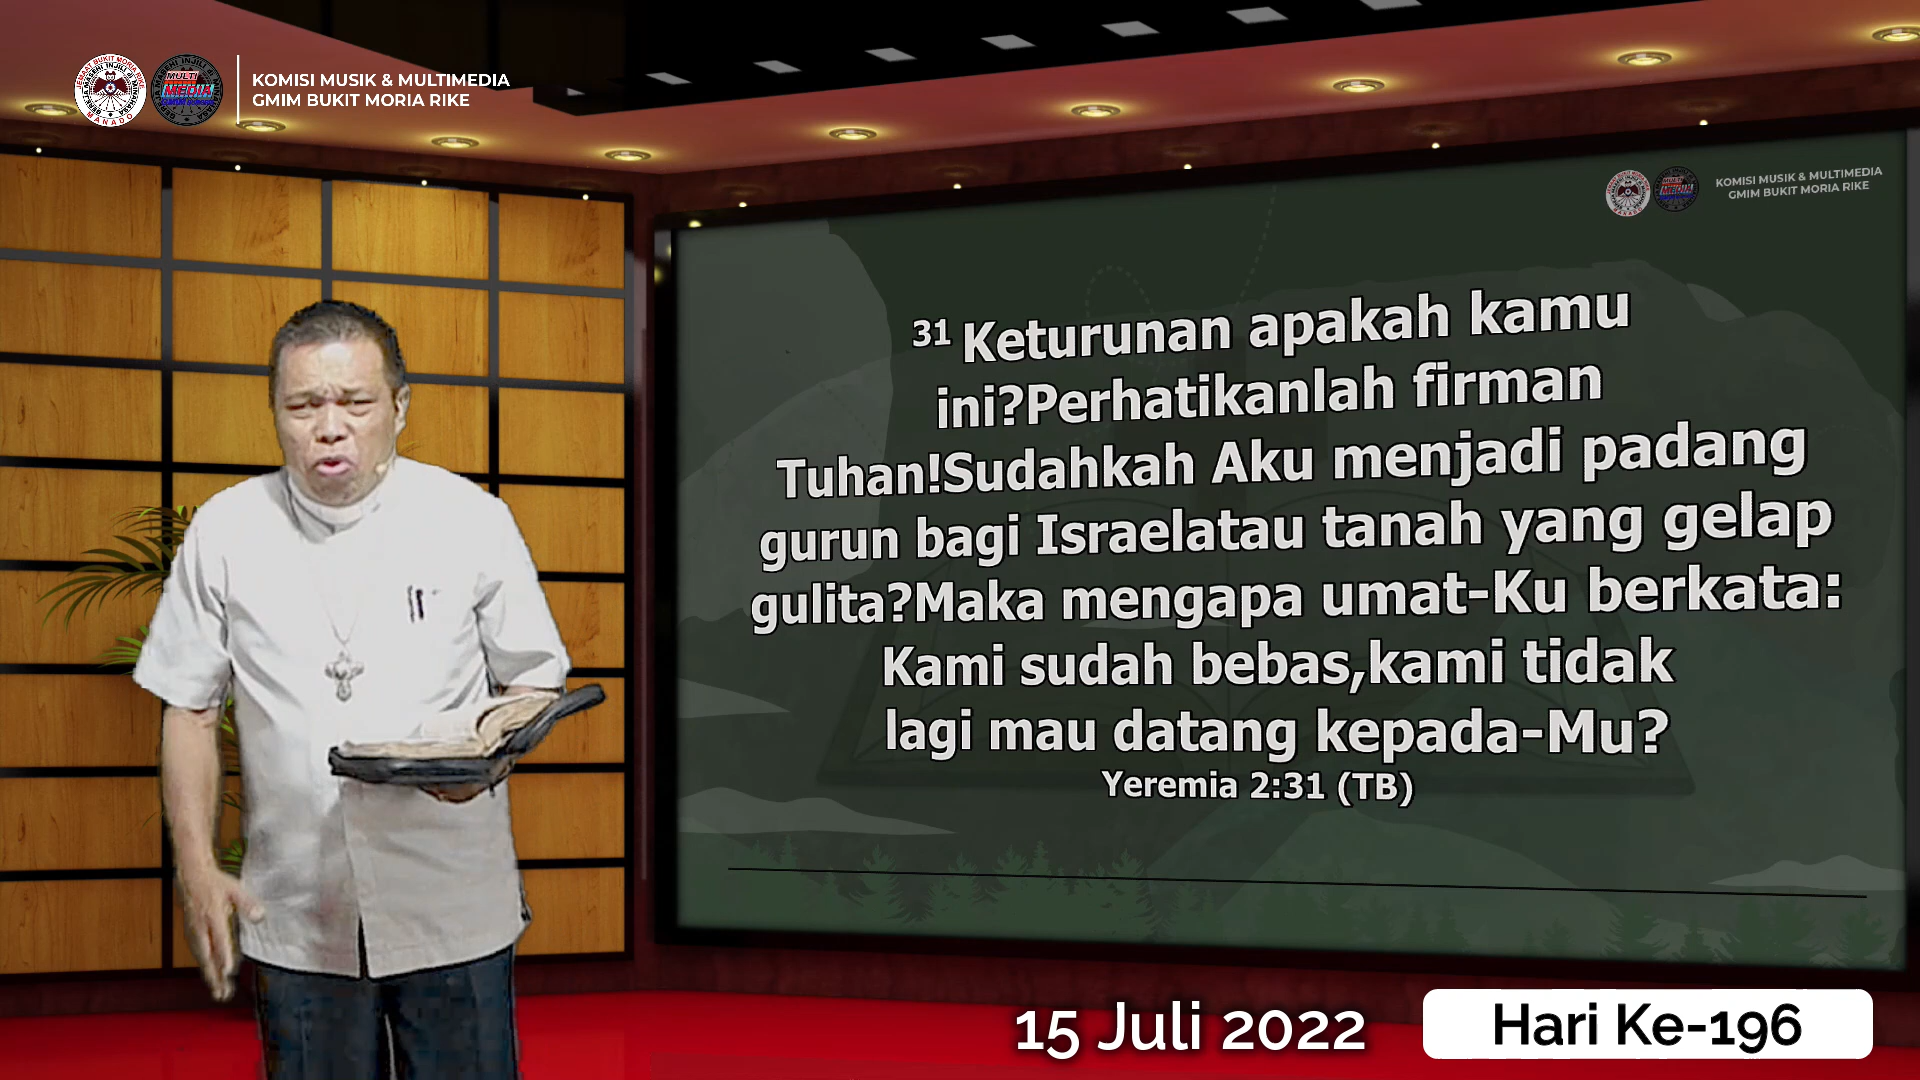 KOMISI MUSIK & MULTIMEDIA
GMIM BUKIT MORIA RIKE
MULTI
MEDIA
MANADO
KOMISI MUSIK & MULTIMEDIA
GMIM BUKIT MORIA RIKE
31 Keturunan apakah kamu
ini?Perhatikanlah firman
Tuhan!Sudahkah Aku menjadi padang
gurun bagi Israelatau tanah yang gelap
gulita?Maka mengapa umat-Ku berkata:
Kami sudah bebas,kami tidak
lagi mau datang kepada-Mu?
Yeremia 2:31 (TB)
15 Juli 2022
Hari Ke-196